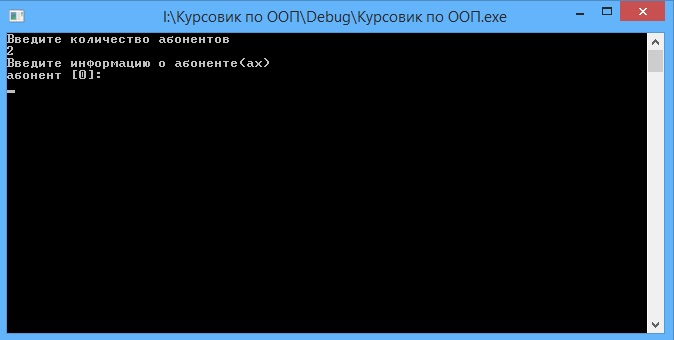 I:\Курсовик по ООП\Debug\Курсовик по ООП.exe
Введите количество абонентов
2
Введите информацию о абоненте(ах)
абонент [0]: